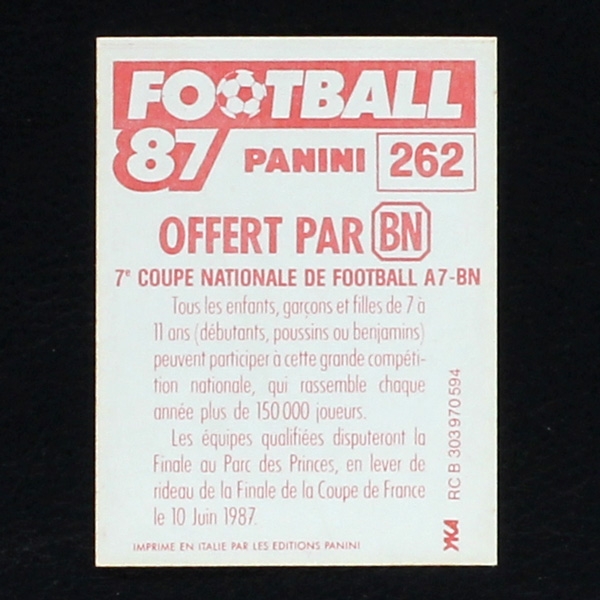 FOOTBALL
87 PANINI 262
OFFERT PAR BN
7e COUPE NATIONALE DE FOOTBALL A7-BN
Tous les enfants, garçons et filles de 7 à
11 ans (débutants, poussins ou benjamins)
peuvent participer à cette grande compéti-
tion nationale, qui rassemble chaque
année plus de 150 000 joueurs.
Les équipes qualifiées disputeront la
Finale au Parc des Princes, en lever de
rideau de la Finale de la Coupe de France
le 10 Juin 1987.
IMPRIME EN ITALIE PAR LES EDITIONS PANINI
RC B 303 970 594